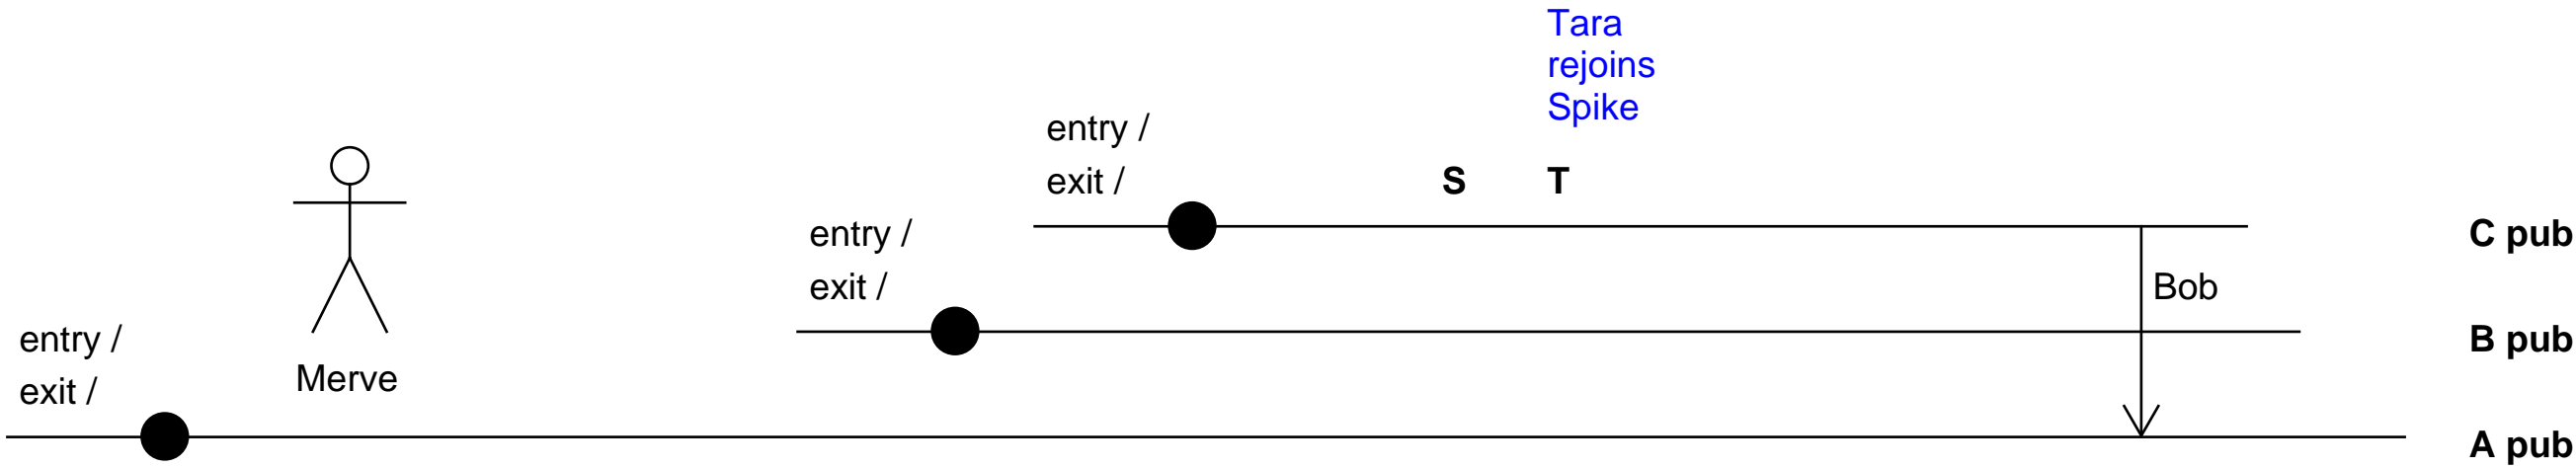 Tara
rejoins
Spike
entry /
exit /
S T
entry /
exit /
C pub
Bob
entry /
exit /
Merve
B pub
A pub